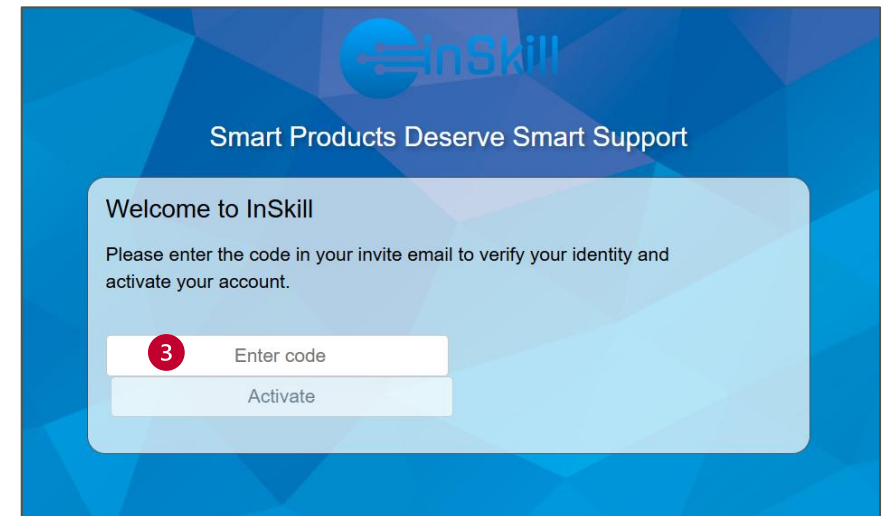 inSkill
Smart Products Deserve Smart Support
Welcome to InSkill
Please enter the code in your invite email to verify your identity and
activate your account.
3 Enter code
Activate